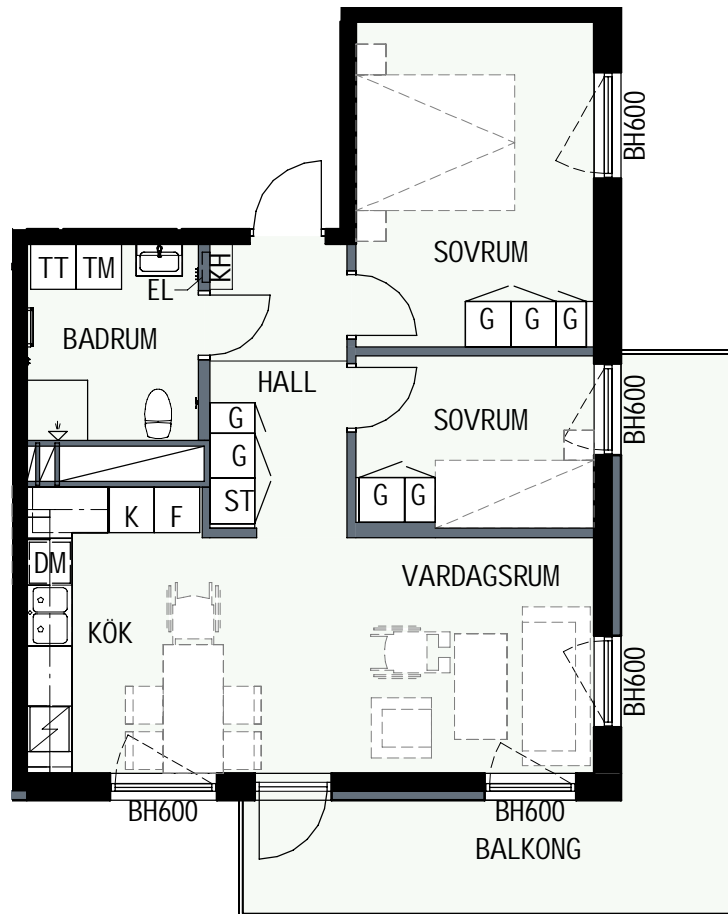 BH600
TT
TM
KH
EL
SOVRUM
G
G
G
BADRUM
HALL
G
SOVRUM
BH600
G
G
G
ST
K
F
DM
VARDAGSRUM
KÖK
BH600
BH600
BH600
BALKONG